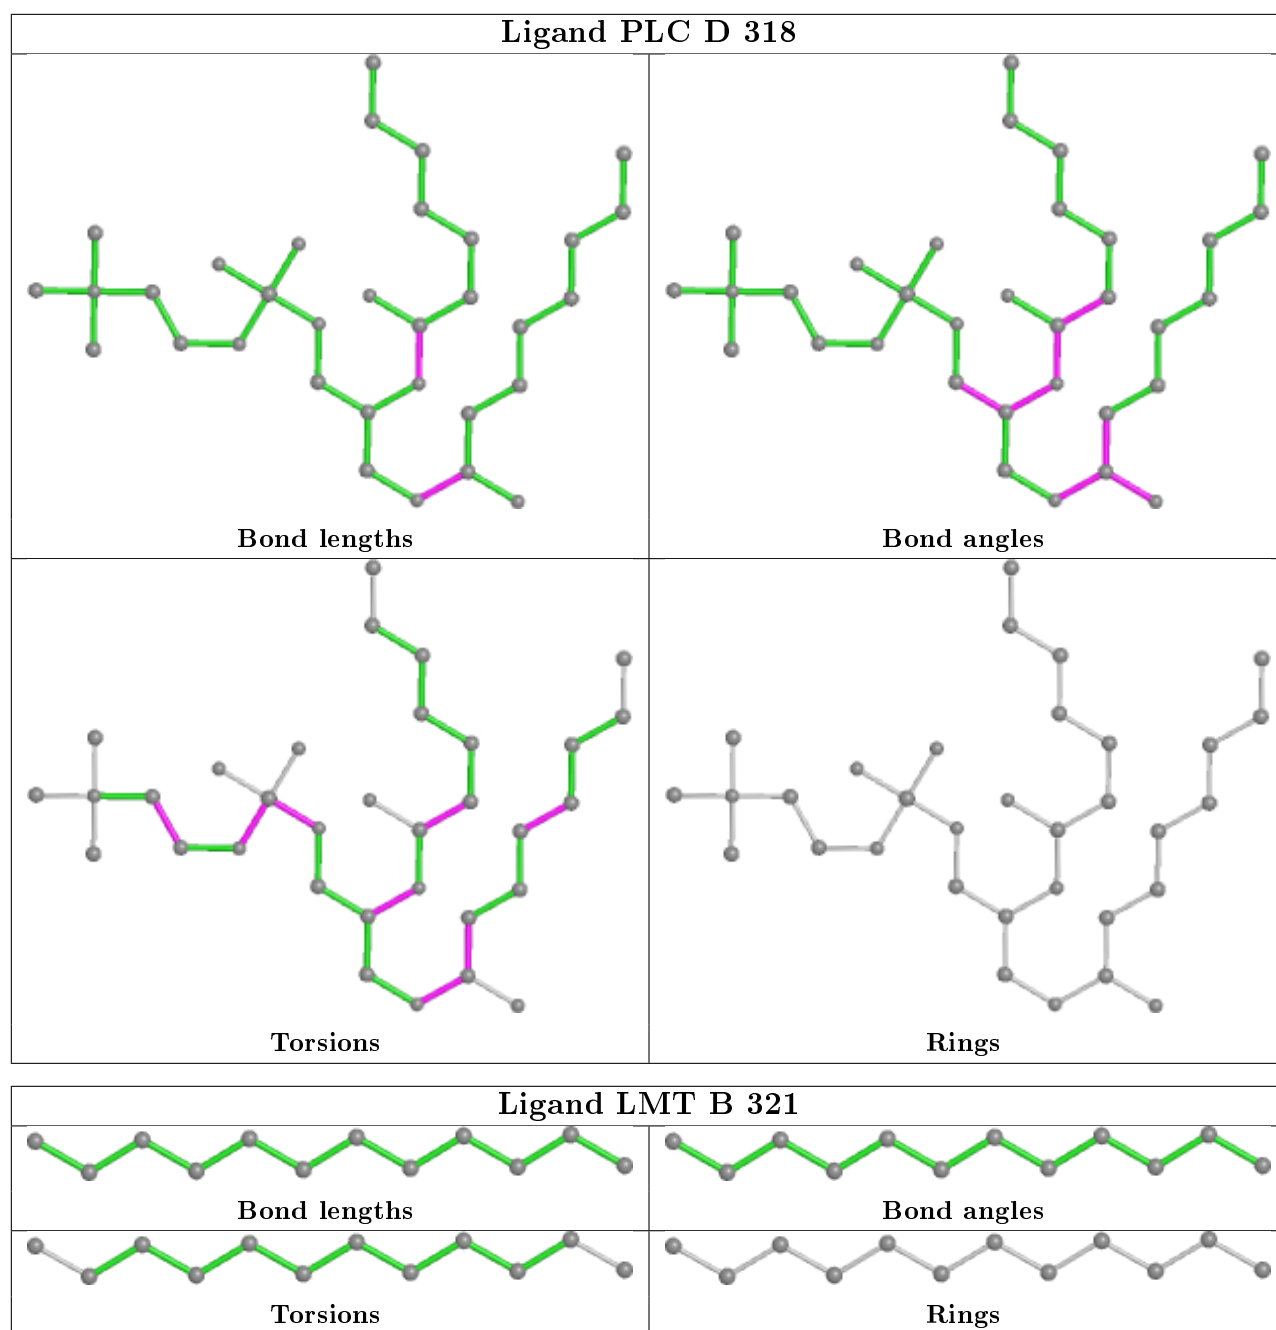 Ligand PLC D 318
Bond lengths
Bond angles
Torsions
Rings
Ligand LMT B 321
Bond lengths
Bond angles
Torsions
Rings